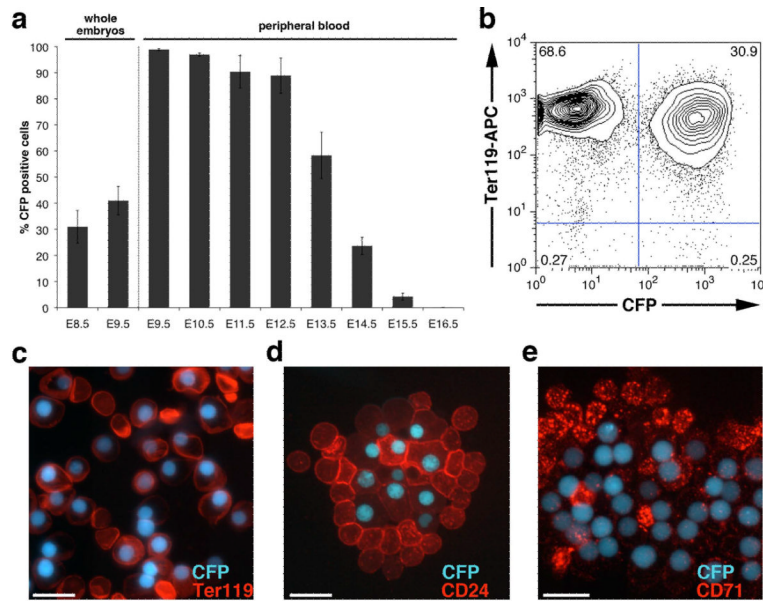 a
whole
embryos
peripheral blood
% CFP positive cells
100
90
80
70
60
50
40
30
20
10
0
E8.5 E9.5 E9.5 E10.5 E11.5 E12.5 E13.5 E14.5 E15.5 E16.5
b
Ter119-APC
10^5
10^4
10^3
10^2
10^1
10^0
68.6 30.9
0.27 0.25
10^0 10^1 10^2 10^3
CFP
c
CFP
Ter119
d
CFP
CD24
e
CFP
CD71